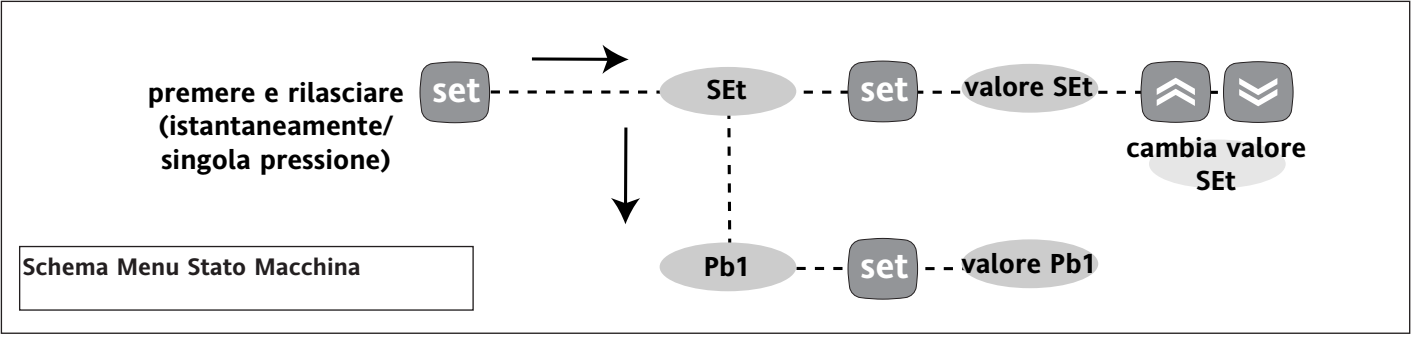 premere e rilasciare
(istantaneamente/
singola pressione)
set
SEt
set
valore SEt
cambia valore
SEt
Pb1
set
valore Pb1
Schema Menu Stato Macchina